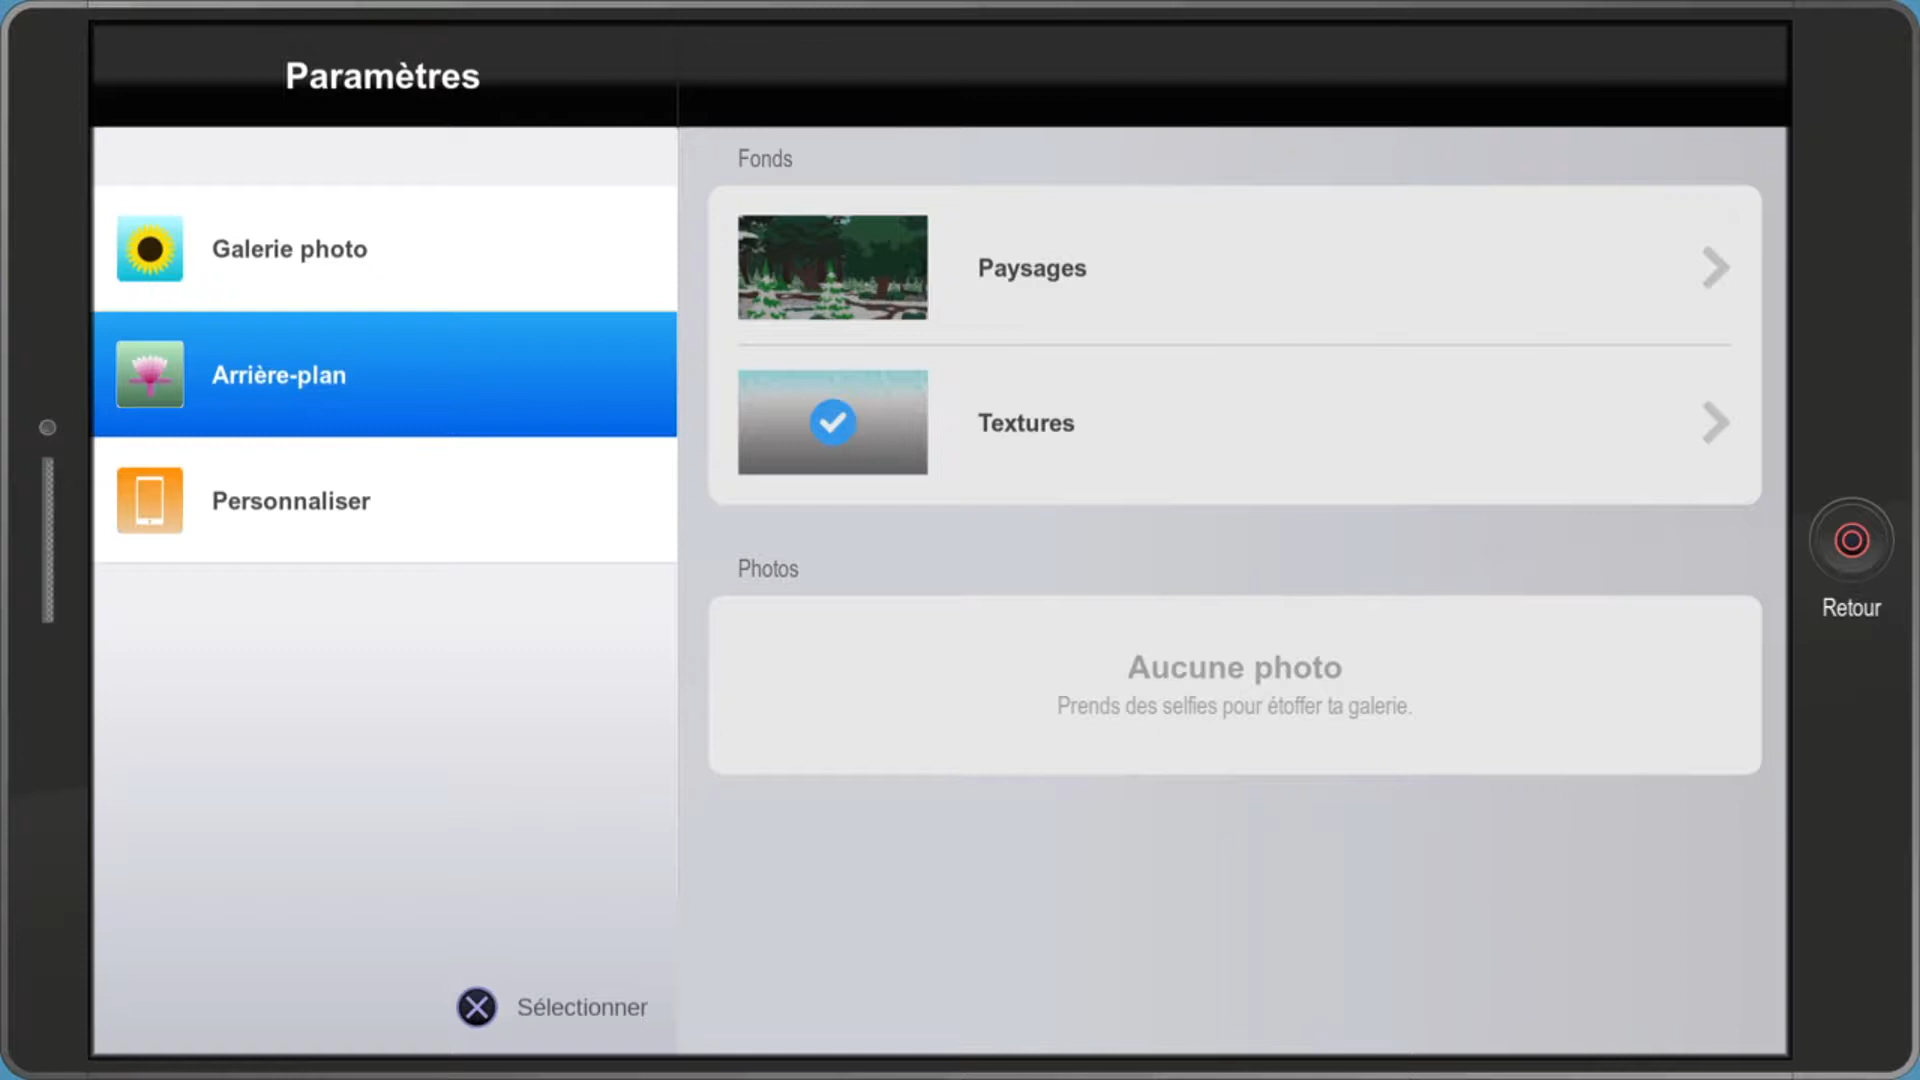 Paramètres
Galerie photo
Arrière-plan
Personnaliser
Sélectionner
Fonds
Paysages
Textures
Photos
Aucune photo
Prends des selfies pour étoffer ta galerie.
Retour